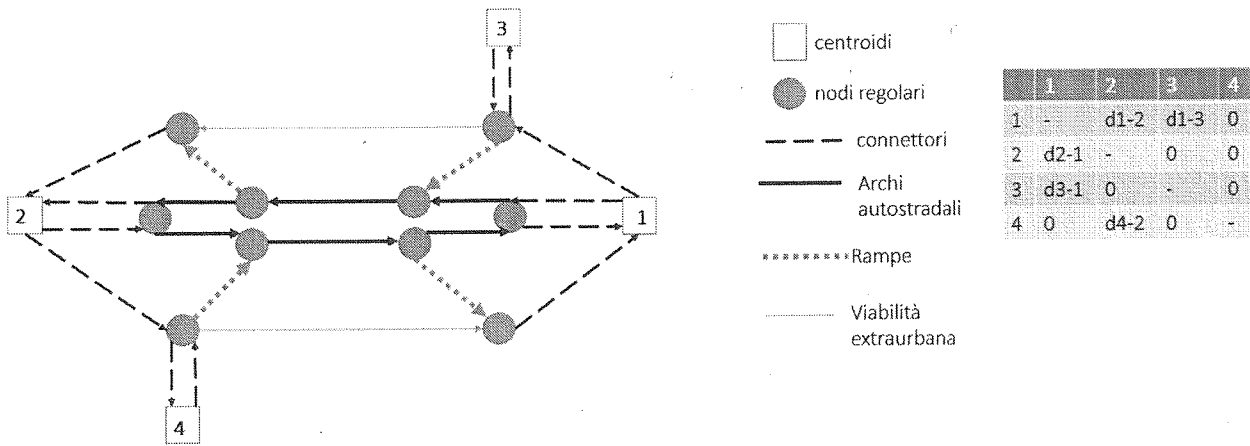 3
2
1
4
centroidi
nodi regolari
connettori
Archi
autostradali
Rampe
Viabilità
extraurbana
1 2 3 4
1 - d1-2 d1-3 0
2 d2-1 - 0 0
3 d3-1 0 - 0
4 0 d4-2 0 -